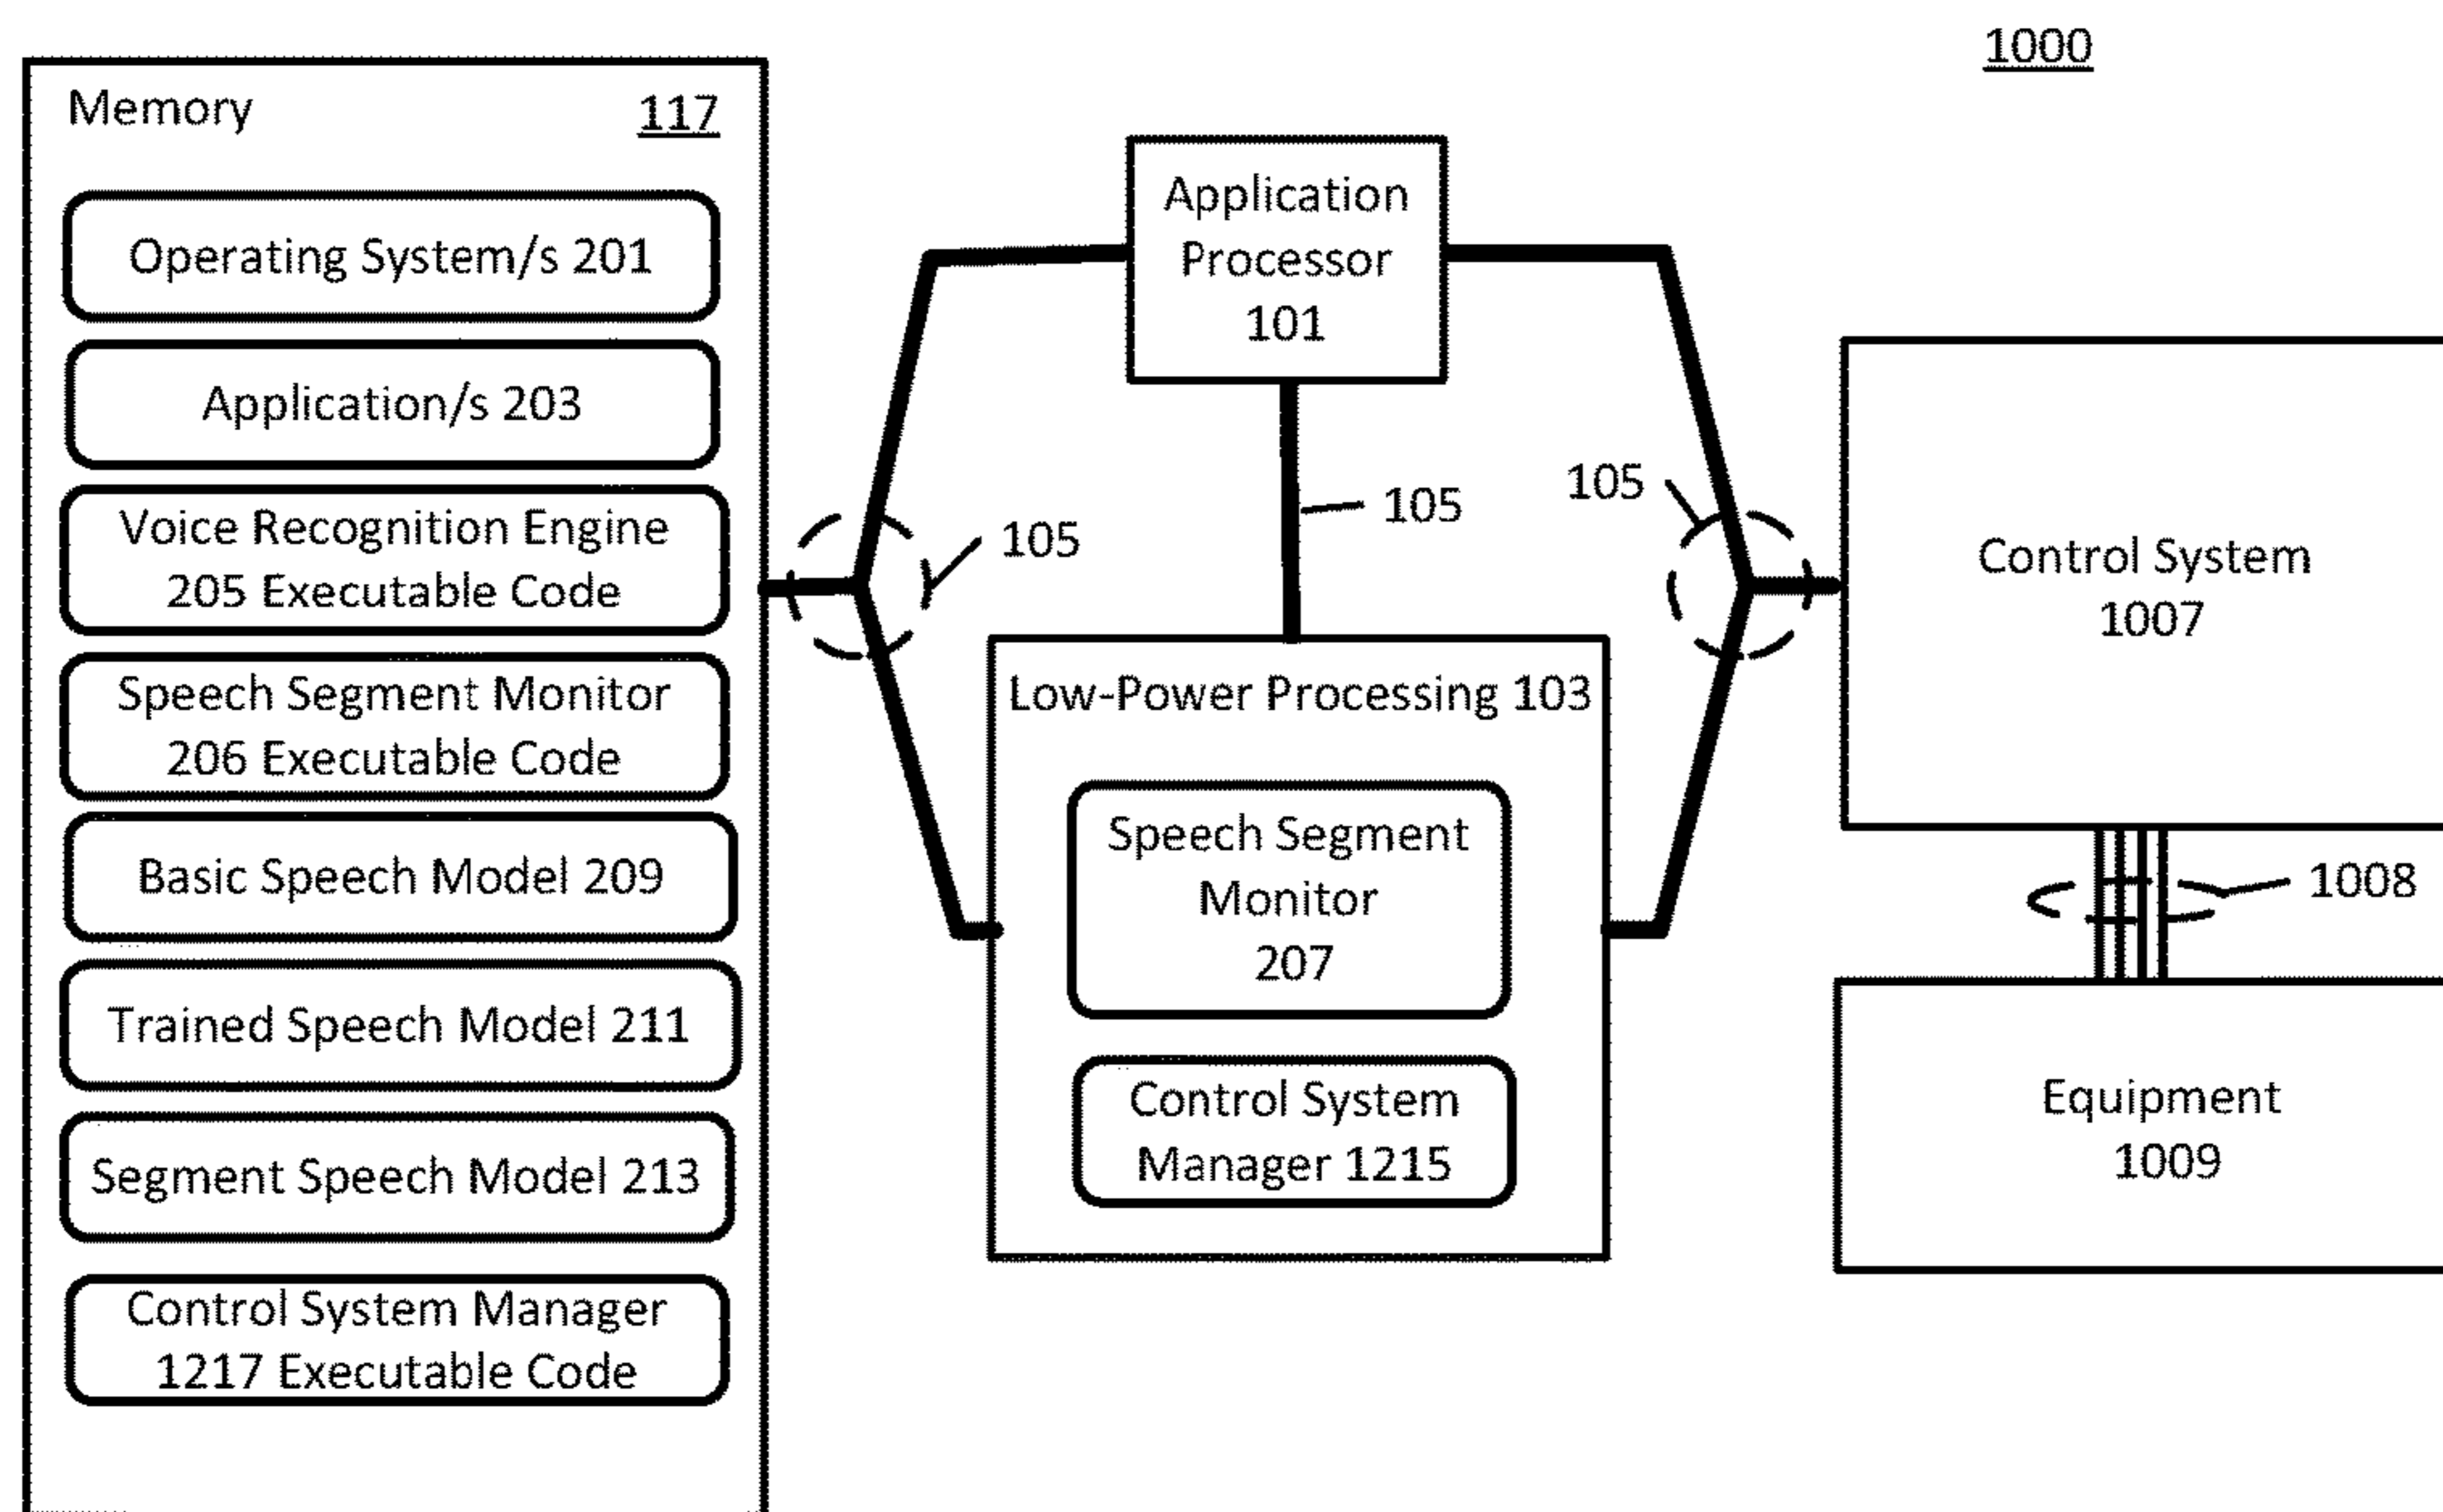 1000
Memory
117
Operating System/s 201
Application/s 203
Voice Recognition Engine
205 Executable Code
Speech Segment Monitor
206 Executable Code
Basic Speech Model 209
Trained Speech Model 211
Segment Speech Model 213
Control System Manager
1217 Executable Code
105
Application
Processor
101
105
Low-Power Processing 103
Speech Segment
Monitor
207
Control System
Manager 1215
105
Control System
1007
1008
Equipment
1009